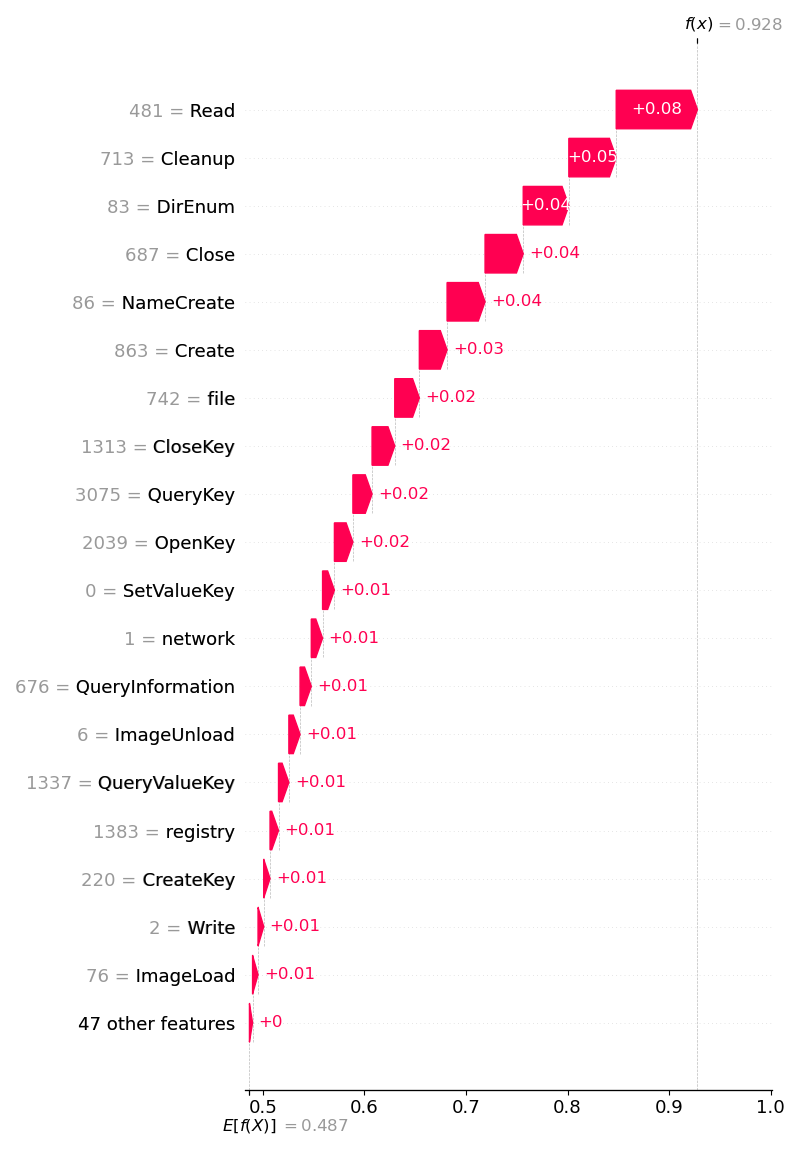 f(x) = 0.928
481 = Read +0.08
713 = Cleanup +0.05
83 = DirEnum +0.04
687 = Close +0.04
86 = NameCreate +0.04
863 = Create +0.03
742 = file +0.02
1313 = CloseKey +0.02
3075 = QueryKey +0.02
2039 = OpenKey +0.02
0 = SetValueKey +0.01
1 = network +0.01
676 = QueryInformation +0.01
6 = ImageUnload +0.01
1337 = QueryValueKey +0.01
1383 = registry +0.01
220 = CreateKey +0.01
2 = Write +0.01
76 = ImageLoad +0.01
47 other features +0
0.5 0.6 0.7 0.8 0.9 1.0
E[f(X)] = 0.487